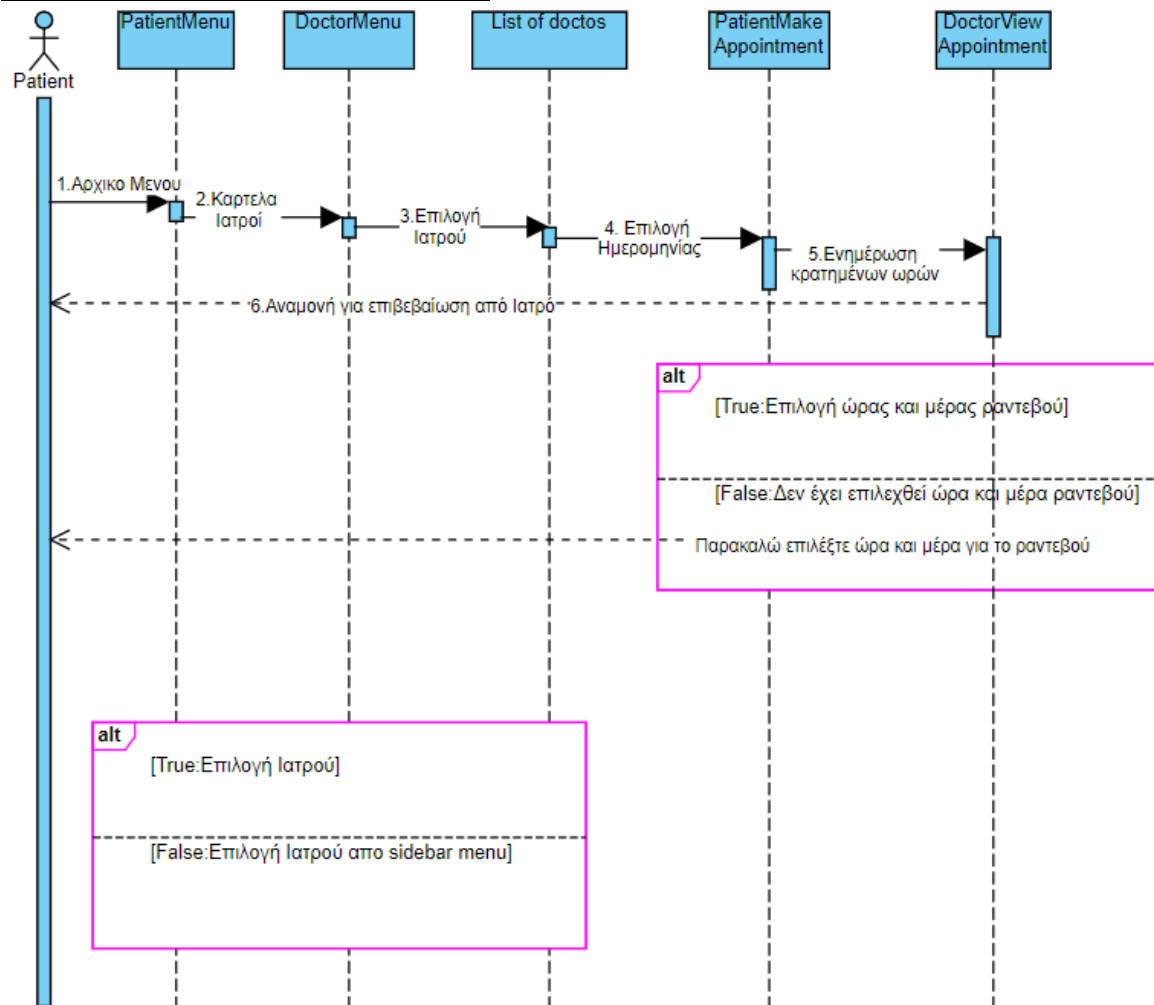 PatientMenu
DoctorMenu
List of doctos
PatientMake
Appointment
DoctorView
Appointment
Patient
1.Αρχικο Μενου
2.Καρτελα
Ιατροί
3.Επιλογή
Ιατρού
4. Επιλογή
Ημερομηνίας
5.Ενημέρωση
κρατημένων ωρών
6.Αναμονή για επιβεβαίωση από Ιατρό
alt
[True:Επιλογή ώρας και μέρας ραντεβού]
[False:Δεν έχει επιλεχθεί ώρα και μέρα ραντεβού]
Παρακαλώ επιλέξτε ώρα και μέρα για το ραντεβού
alt
[True:Επιλογή Ιατρού]
[False:Επιλογή Ιατρού απο sidebar menu]